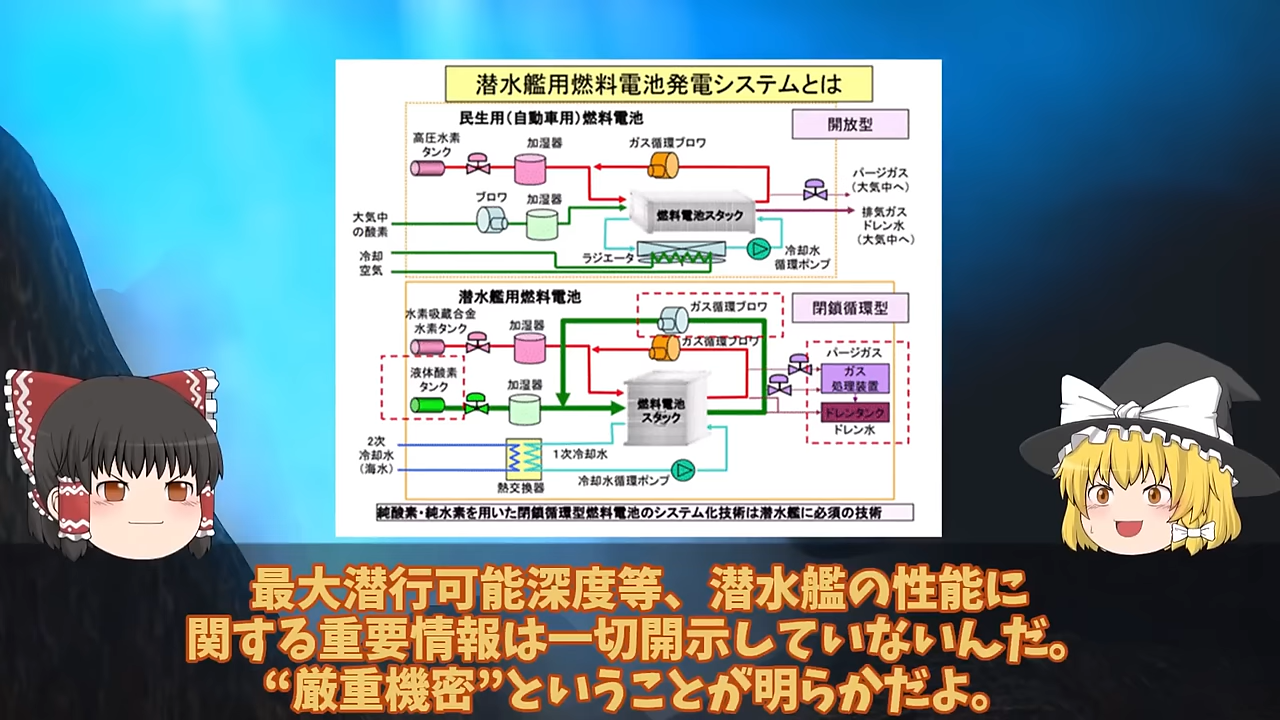 潜水艦用燃料電池発電システムとは
民生用(自動車用)燃料電池
開放型
高圧水素
タンク
加湿器
ガス循環ブロワ
パージガス
(大気中へ)
ブロワ
加湿器
大気中
の酸素
燃料電池スタック
排気ガス
ドレン水
(大気中へ)
冷却
空気
ラジエータ
冷却水
循環ポンプ
潜水艦用燃料電池
閉鎖循環型
水素吸蔵合金
水素タンク
加湿器
ガス循環ブロワ
ガス循環ブロワ
パージガス
ガス
処理装置
液体酸素
タンク
加湿器
燃料電池
スタック
ドレンタンク
ドレン水
2次
冷却水
(海水)
1次冷却水
熱交換器
冷却水循環ポンプ
純酸素・純水素を用いた閉鎖循環型燃料電池のシステム化技術は潜水艦に必須の技術
最大潜行可能深度等、潜水艦の性能に
関する重要情報は一切開示していないんだ。
“厳重機密”ということが明らかだよ。